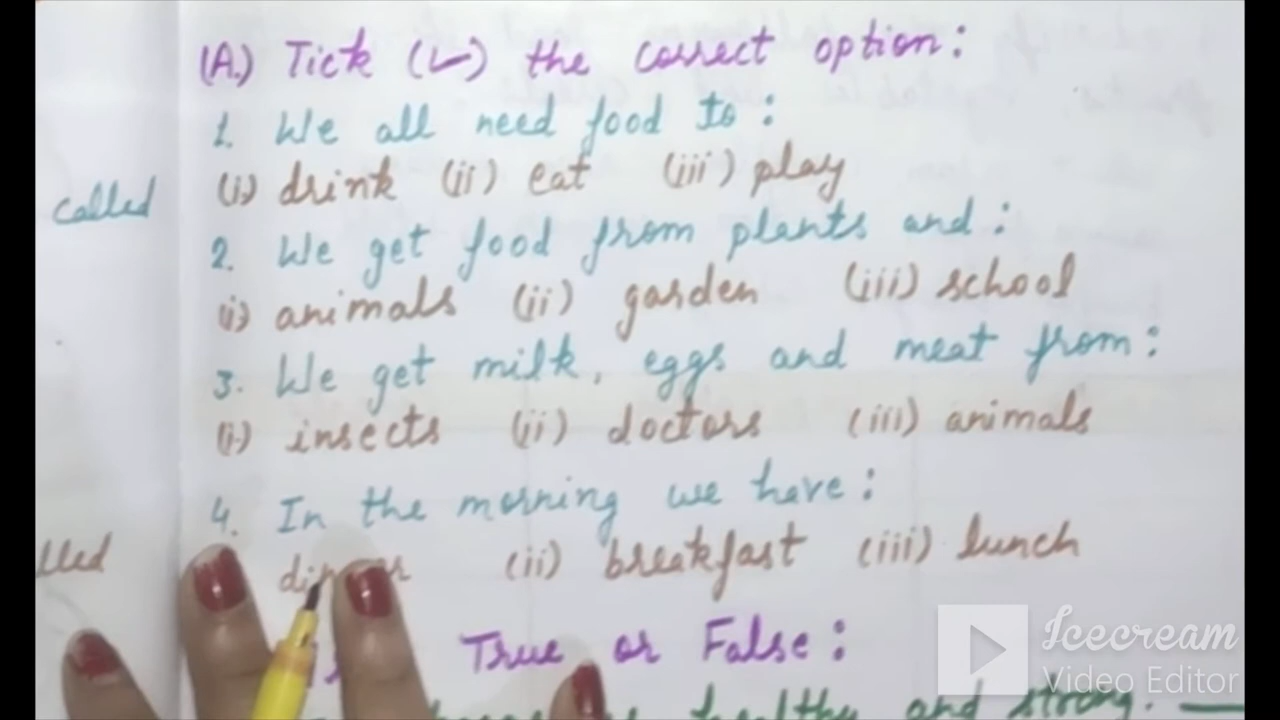 (A.) Tick (✓) the correct option:
1. We all need food to:
(i) drink (ii) eat (iii) play
called
2. We get food from plants and:
(i) animals (ii) garden (iii) school
3. We get milk, eggs and meat from:
(i) insects (ii) doctors (iii) animals
4. In the morning we have:
(ii) breakfast (iii) lunch
True or False:
healthy and strong.
Icecream
Video Editor